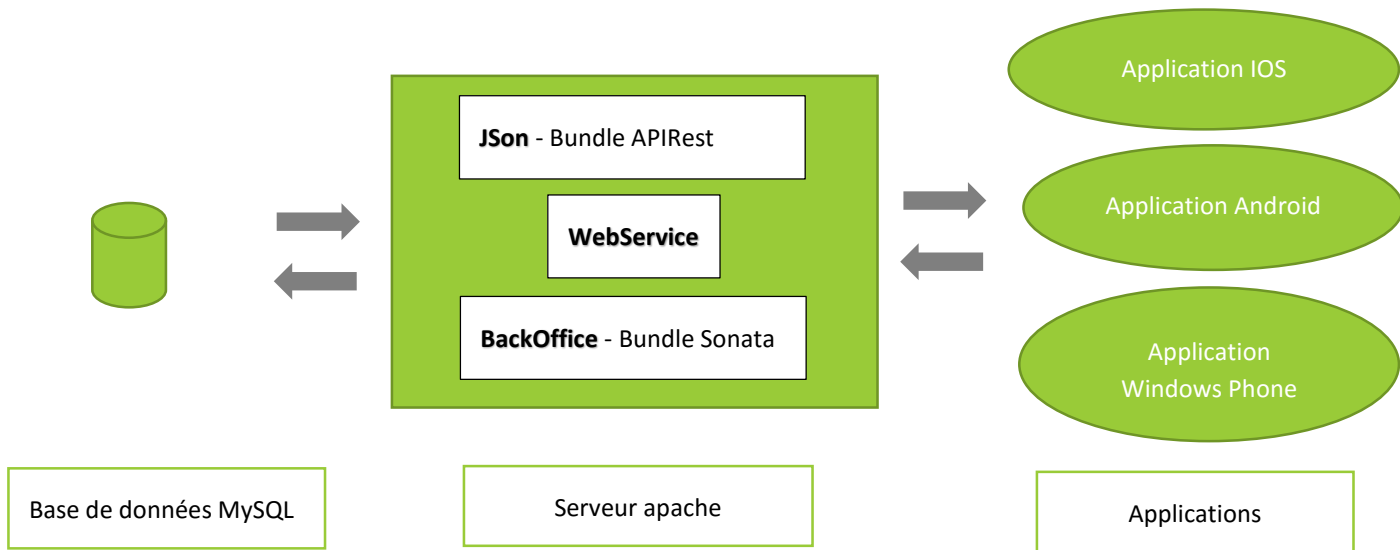 Application IOS
JSon - Bundle APIRest
Application Android
WebService
BackOffice - Bundle Sonata
Application
Windows Phone
Base de données MySQL
Serveur apache
Applications